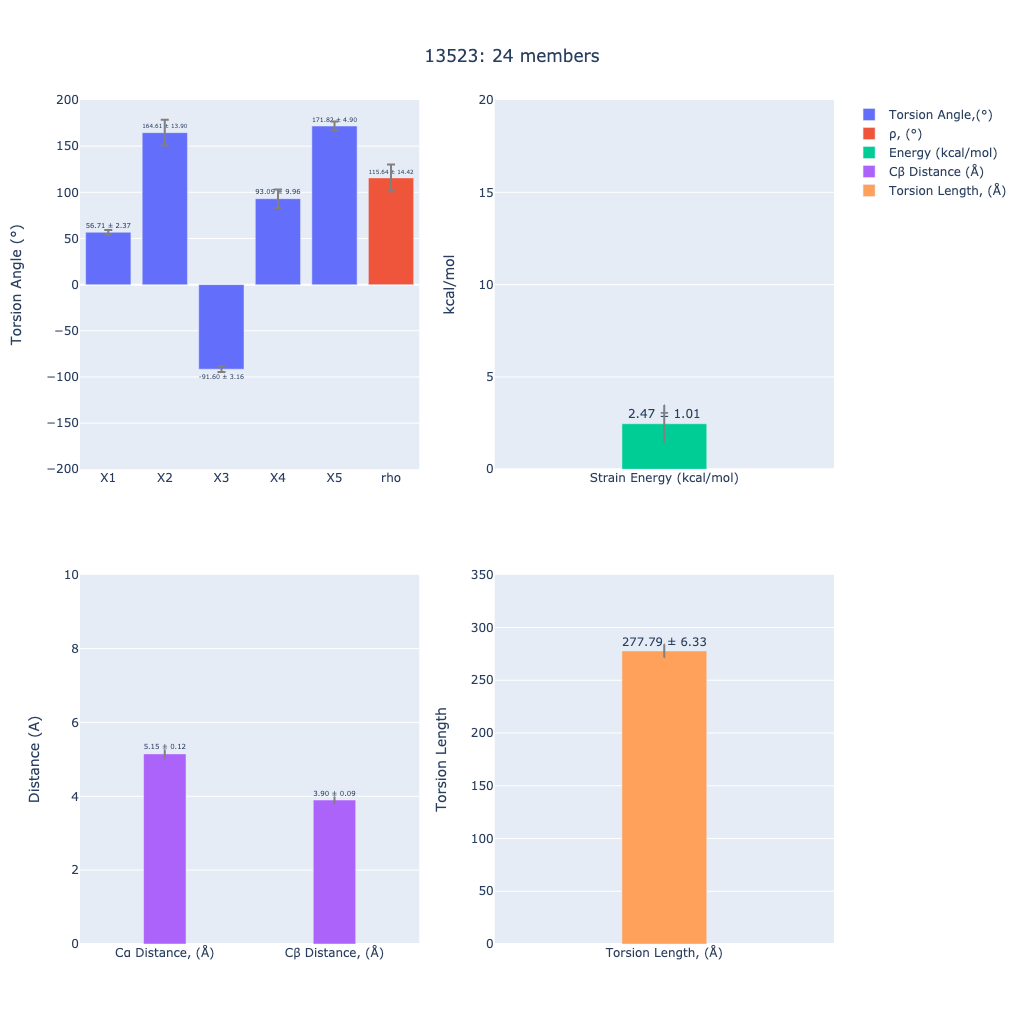 13523: 24 members
Torsion Angle (°)
200
150
100
50
0
−50
−100
−150
−200
56.71 ± 2.37
164.61 ± 13.90
-91.60 ± 3.16
93.09 ± 9.96
171.82 ± 4.90
115.64 ± 14.42
X1 X2 X3 X4 X5 rho
kcal/mol
20
15
10
5
0
2.47 ± 1.01
Strain Energy (kcal/mol)
Torsion Angle,(°)
ρ, (°)
Energy (kcal/mol)
Cβ Distance (Å)
Torsion Length, (Å)
Distance (A)
10
8
6
4
2
0
5.15 ± 0.12
3.90 ± 0.09
Cα Distance, (Å) Cβ Distance, (Å)
Torsion Length
350
300
250
200
150
100
50
0
277.79 ± 6.33
Torsion Length, (Å)